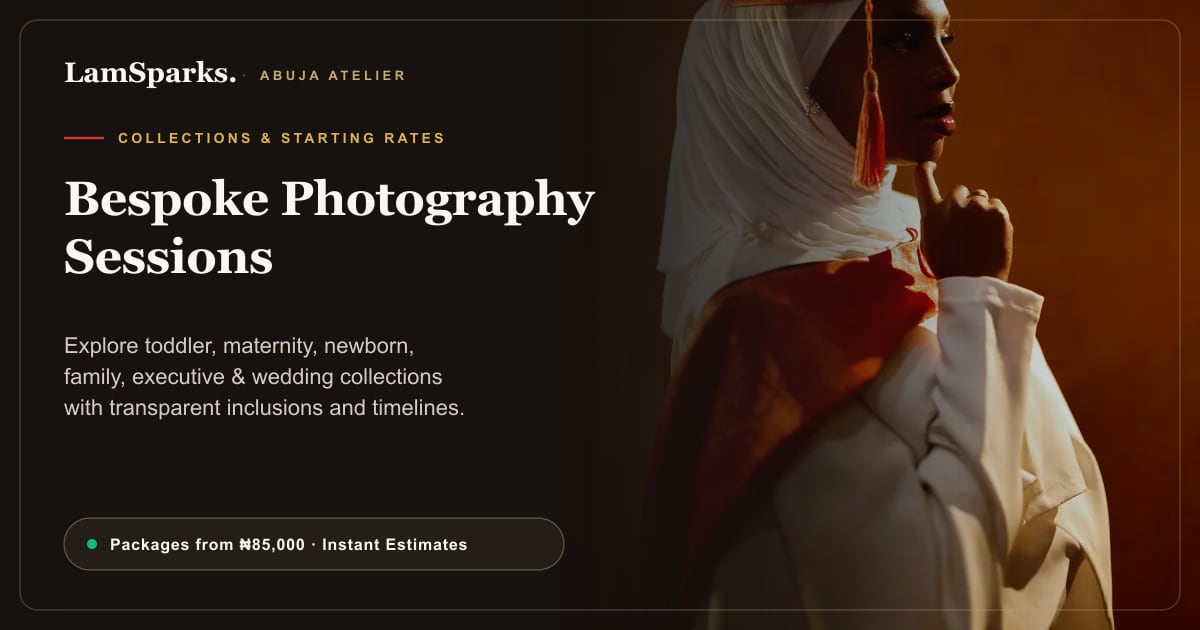 LamSparks. · ABUJA ATELIER
COLLECTIONS & STARTING RATES
Bespoke Photography
Sessions
Explore toddler, maternity, newborn,
family, executive & wedding collections
with transparent inclusions and timelines.
Packages from ₦85,000 · Instant Estimates